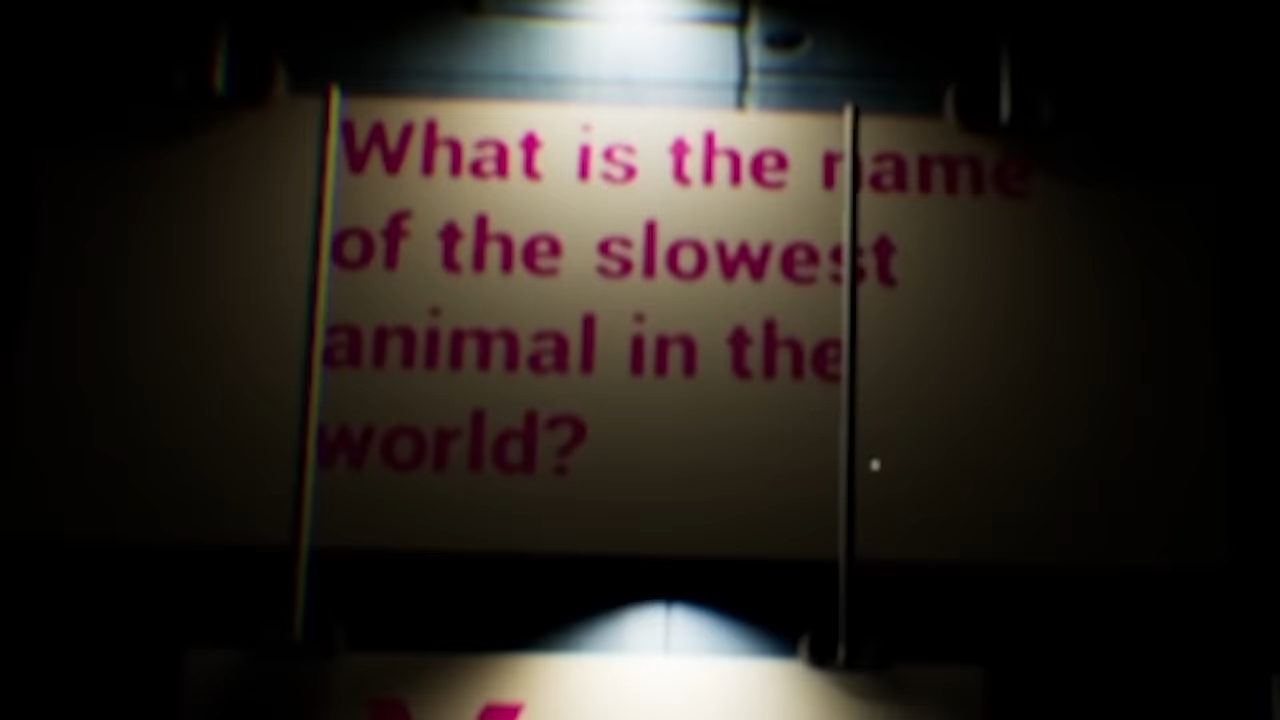 What is the name
of the slowest
animal in the
world?